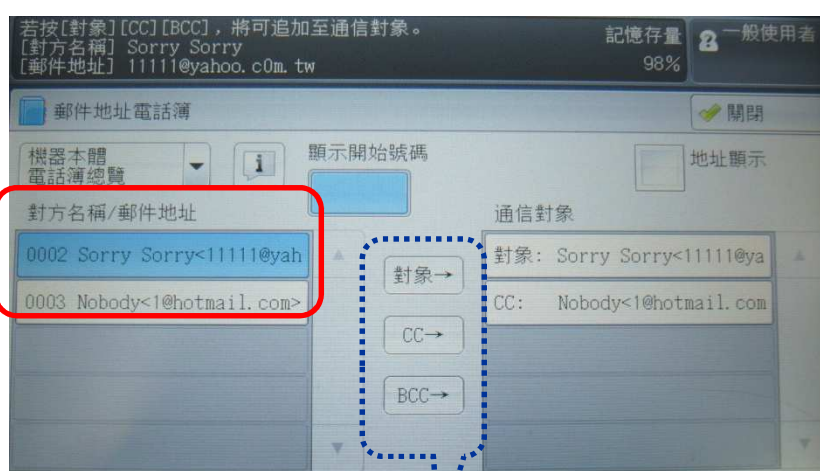 若按[對象][CC][BCC]，將可追加至通信對象。
[對方名稱] Sorry Sorry
[郵件地址] 11111@yahoo.c0m.tw
記憶存量
98%
一般使用者
郵件地址電話簿
關閉
機器本體
電話簿總覽
顯示開始號碼
地址顯示
對方名稱/郵件地址
通信對象
0002 Sorry Sorry<11111@yah
0003 Nobody<1@hotmail.com>
對象→
CC→
BCC→
對象: Sorry Sorry<11111@ya
CC: Nobody<1@hotmail.com